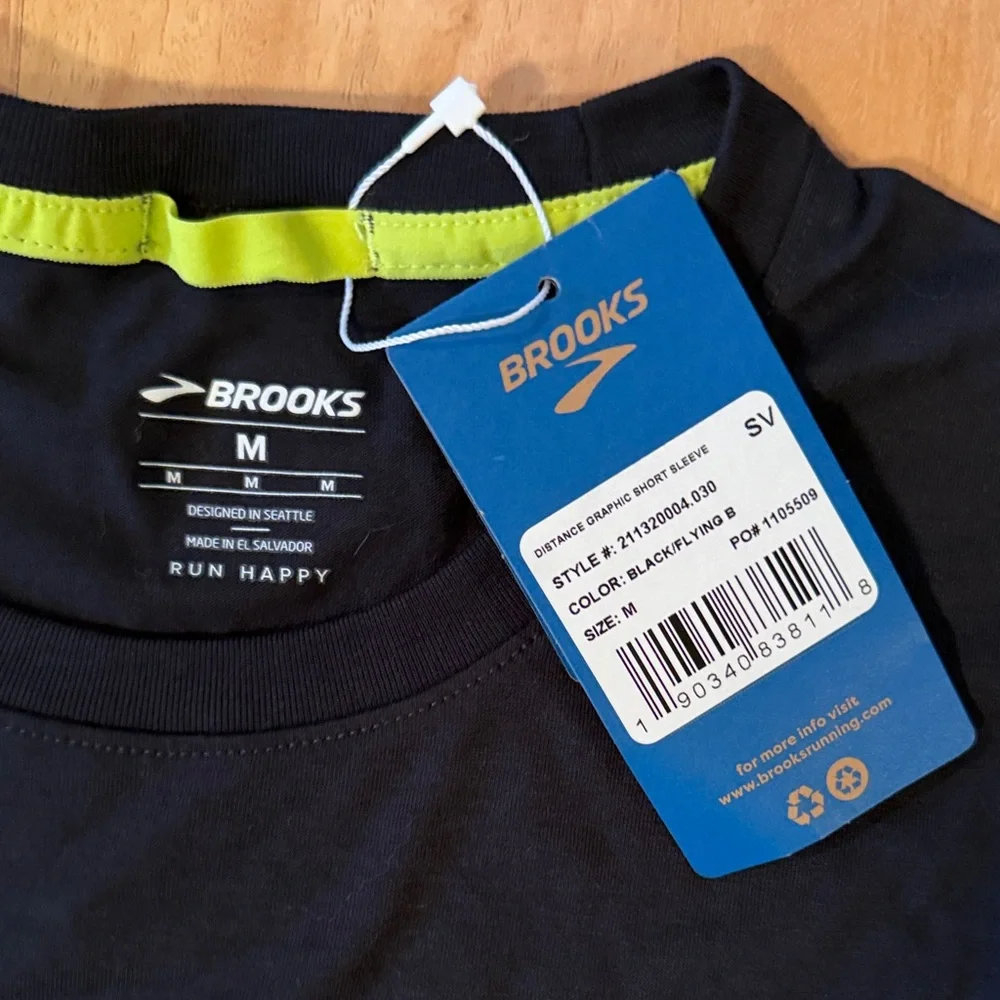 BROOKS
M
M M M
DESIGNED IN SEATTLE
MADE IN EL SALVADOR
RUN HAPPY
BROOKS
SV
DISTANCE GRAPHIC SHORT SLEEVE
STYLE #: 211320004.030
COLOR: BLACK/FLYING B
SIZE: M
PO# 1105509
1 90340 83811 8
for more info visit
www.brooksrunning.com